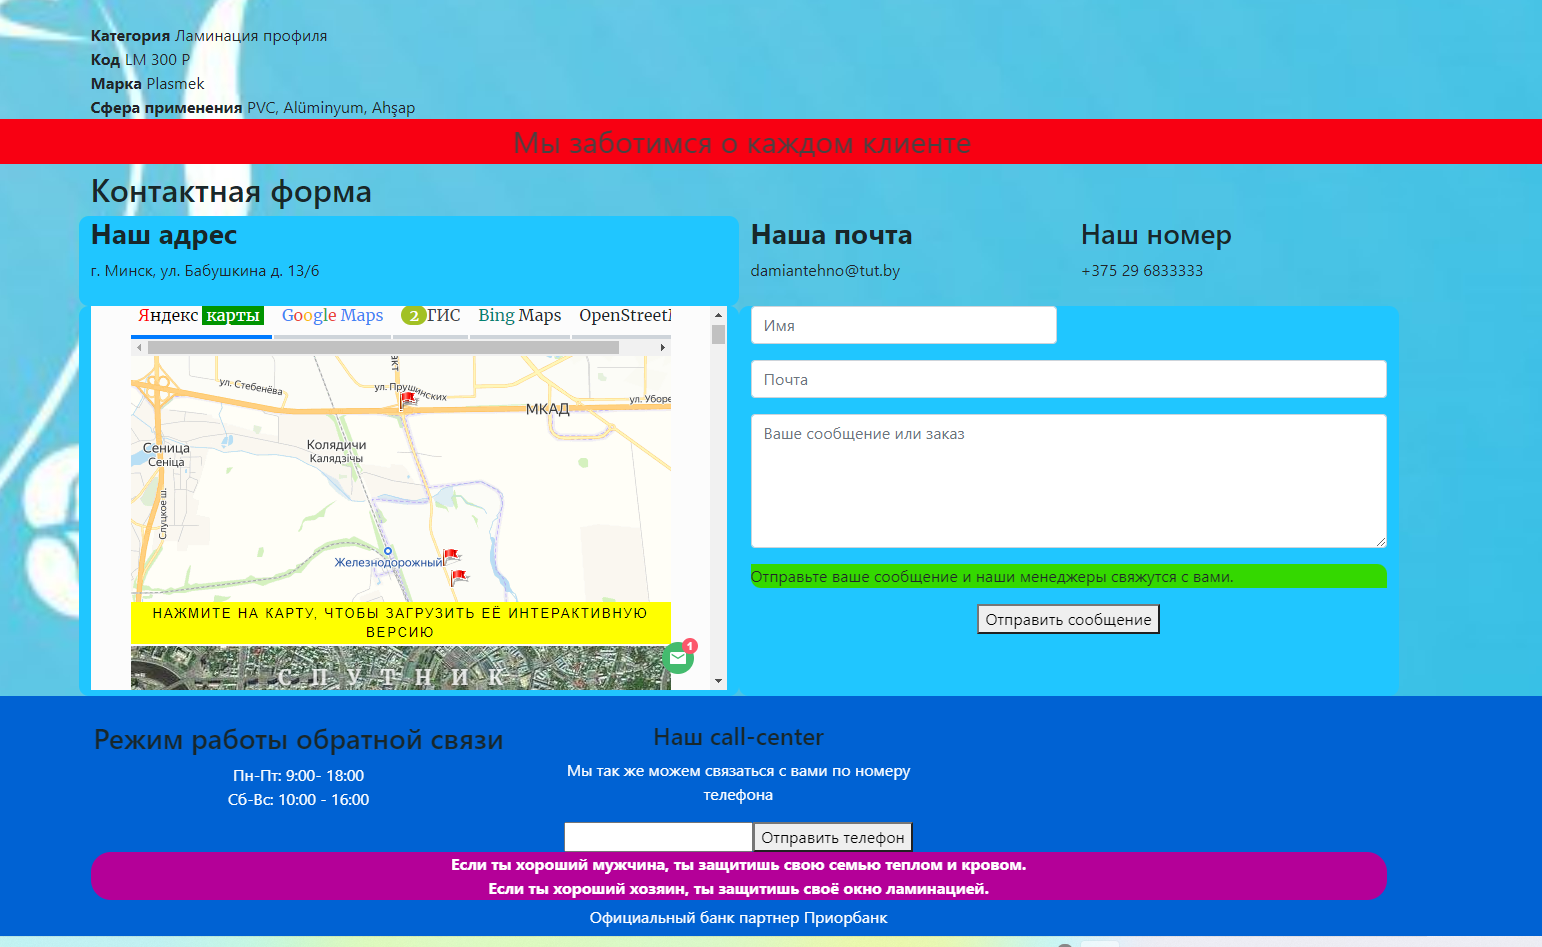 Категория Ламинация профиля
Код LM 300 P
Марка Plasmek
Сфера применения PVC, Alüminyum, Ahşap
Мы заботимся о каждом клиенте
Контактная форма
Наш адрес
г. Минск, ул. Бабушкина д. 13/6
Наша почта
damiantehno@tut.by
Наш номер
+375 29 6833333
Яндекс карты Google Maps 2ГИС Bing Maps OpenStreetM
ул. Стебенёва
ул. Прушинских
МКАД
ул. Уборе
Сеница
Сеніца
Колядичи
Калядзічы
Слуцкое ш.
Железнодорожный
НАЖМИТЕ НА КАРТУ, ЧТОБЫ ЗАГРУЗИТЬ ЕЁ ИНТЕРАКТИВНУЮ
ВЕРСИЮ
СПУТНИК
1
Имя
Почта
Ваше сообщение или заказ
Отправьте ваше сообщение и наши менеджеры свяжутся с вами.
Отправить сообщение
Режим работы обратной связи
Пн-Пт: 9:00- 18:00
Сб-Вс: 10:00 - 16:00
Наш call-center
Мы так же можем связаться с вами по номеру
телефона
Отправить телефон
Если ты хороший мужчина, ты защитишь свою семью теплом и кровом.
Если ты хороший хозяин, ты защитишь своё окно ламинацией.
Официальный банк партнер Приорбанк